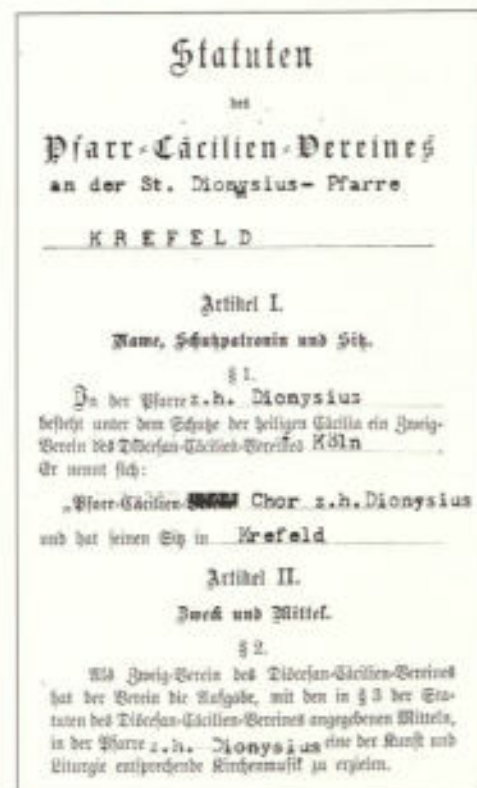 Statuten
des
Pfarr-Cäcilien-Vereines
an der St. Dionysius- Pfarre
KREFELD
Artikel I.
Name, Schutzpatronin und Sitz.
§ 1.
In der Pfarre z.h. Dionysius
besteht unter dem Schutze der heiligen Cäcilia ein Zweig-
Verein des Diöcesan-Cäcilien-Vereines Köln
Er nennt sich:
„Pfarr-Cäcilien- Chor z.h.Dionysius
und hat seinen Sitz in Krefeld
Artikel II.
Zweck und Mittel.
§ 2.
Als Zweig-Verein des Diöcesan-Cäcilien-Vereines
hat der Verein die Aufgabe, mit den in § 3 der Sta-
tuten des Diöcesan-Cäcilien-Vereines angegebenen Mitteln,
in der Pfarre z.h. Dionysius eine der Kunst und
Liturgie entsprechende Kirchenmusik zu erzielen.